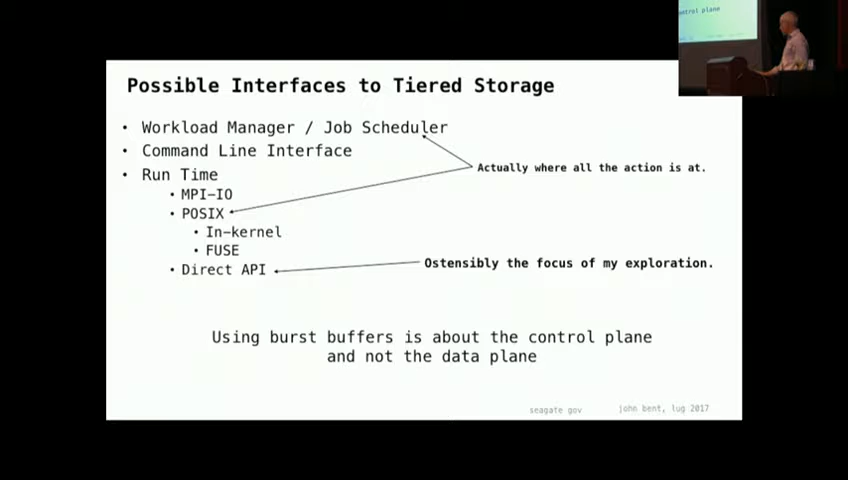 Possible Interfaces to Tiered Storage
• Workload Manager / Job Scheduler
• Command Line Interface
• Run Time
• MPI-IO
• POSIX
• In-kernel
• FUSE
• Direct API
Actually where all the action is at.
Ostensibly the focus of my exploration.
Using burst buffers is about the control plane
and not the data plane
seagate gov
john bent, lug 2017
control plane